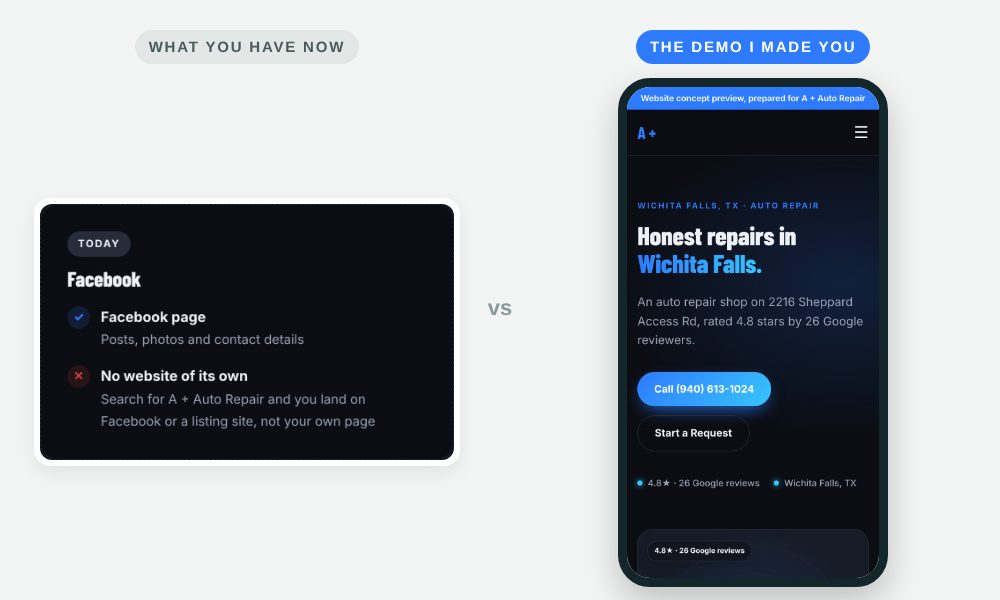 WHAT YOU HAVE NOW
TODAY
Facebook
Facebook page
Posts, photos and contact details
No website of its own
Search for A + Auto Repair and you land on
Facebook or a listing site, not your own page
vs
THE DEMO I MADE YOU
Website concept preview, prepared for A + Auto Repair
A +
WICHITA FALLS, TX · AUTO REPAIR
Honest repairs in
Wichita Falls.
An auto repair shop on 2216 Sheppard
Access Rd, rated 4.8 stars by 26 Google
reviewers.
Call (940) 613-1024
Start a Request
4.8★ · 26 Google reviews Wichita Falls, TX
4.8★ · 26 Google reviews